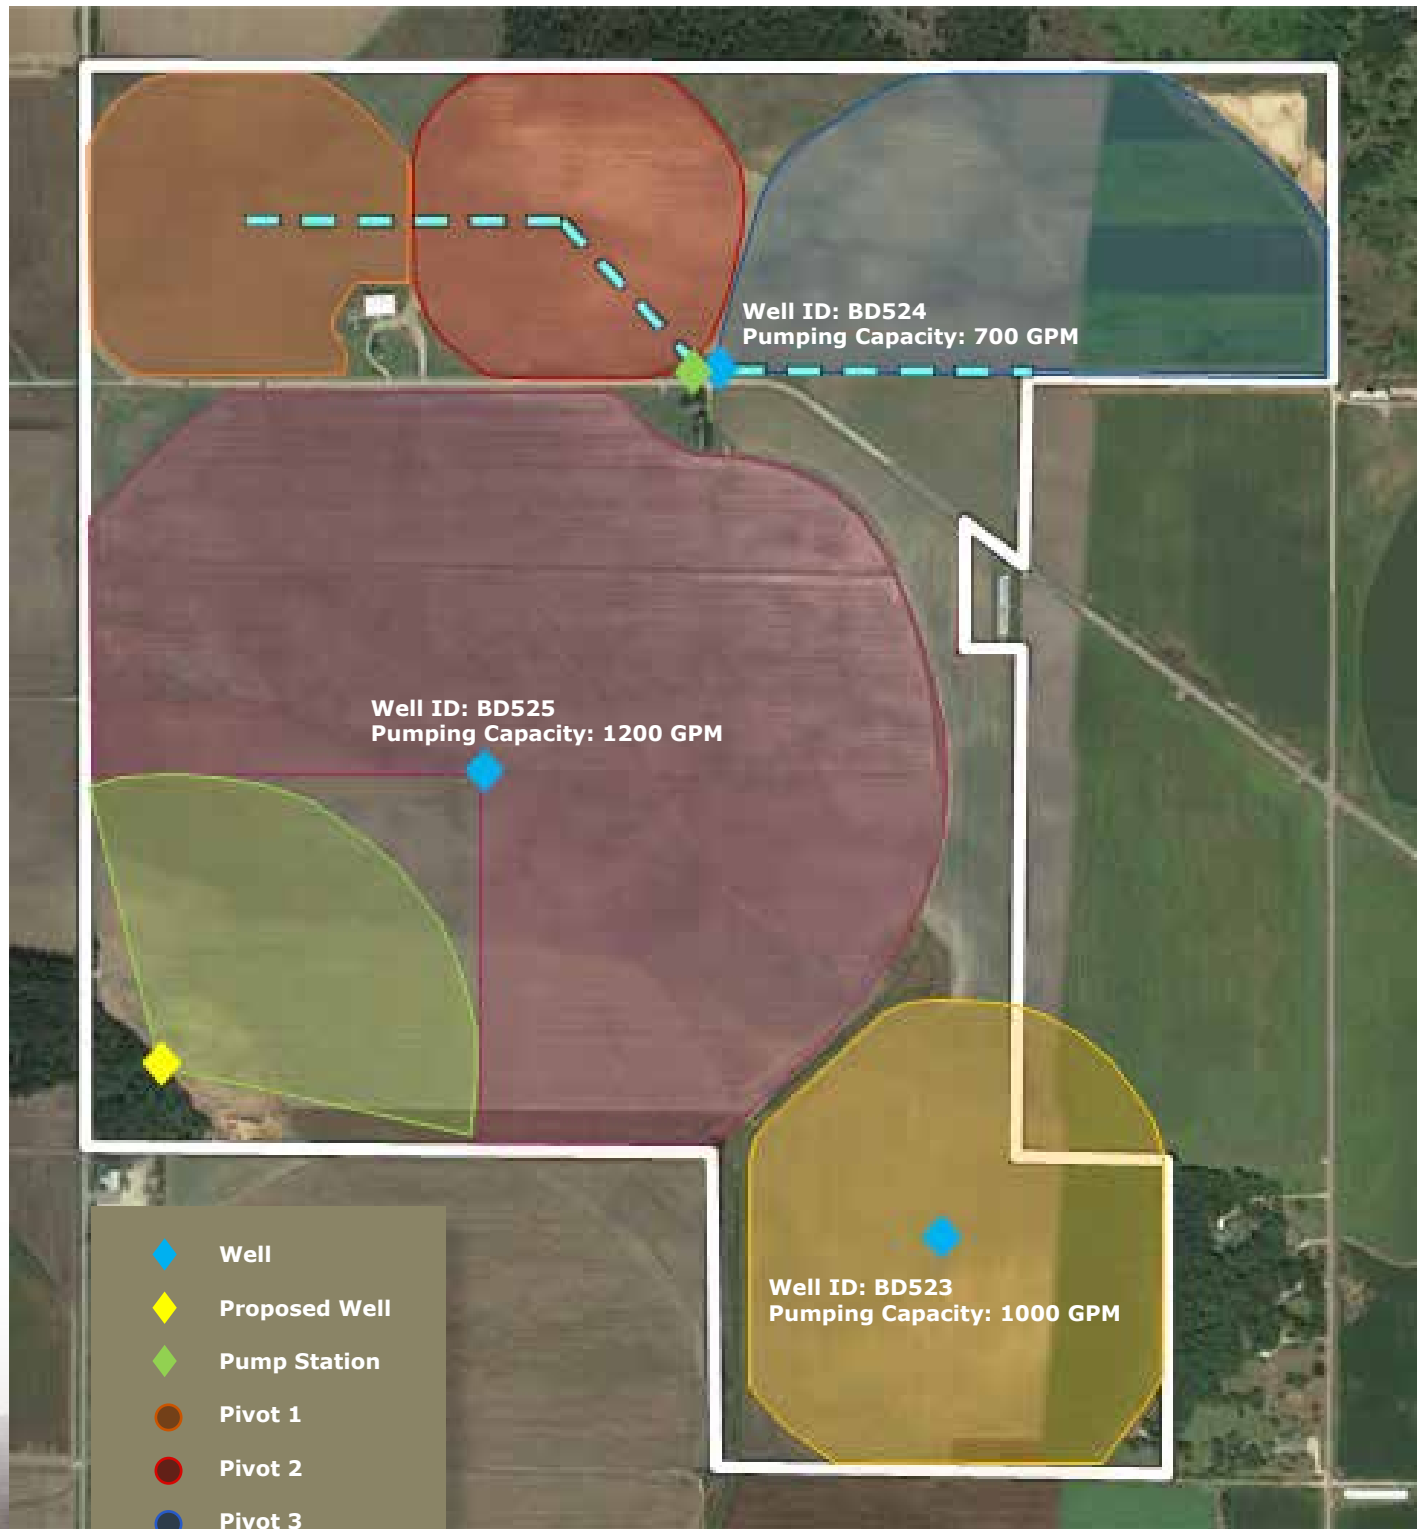 Well ID: BD524
Pumping Capacity: 700 GPM
Well ID: BD525
Pumping Capacity: 1200 GPM
Well ID: BD523
Pumping Capacity: 1000 GPM
Well
Proposed Well
Pump Station
Pivot 1
Pivot 2
Pivot 3